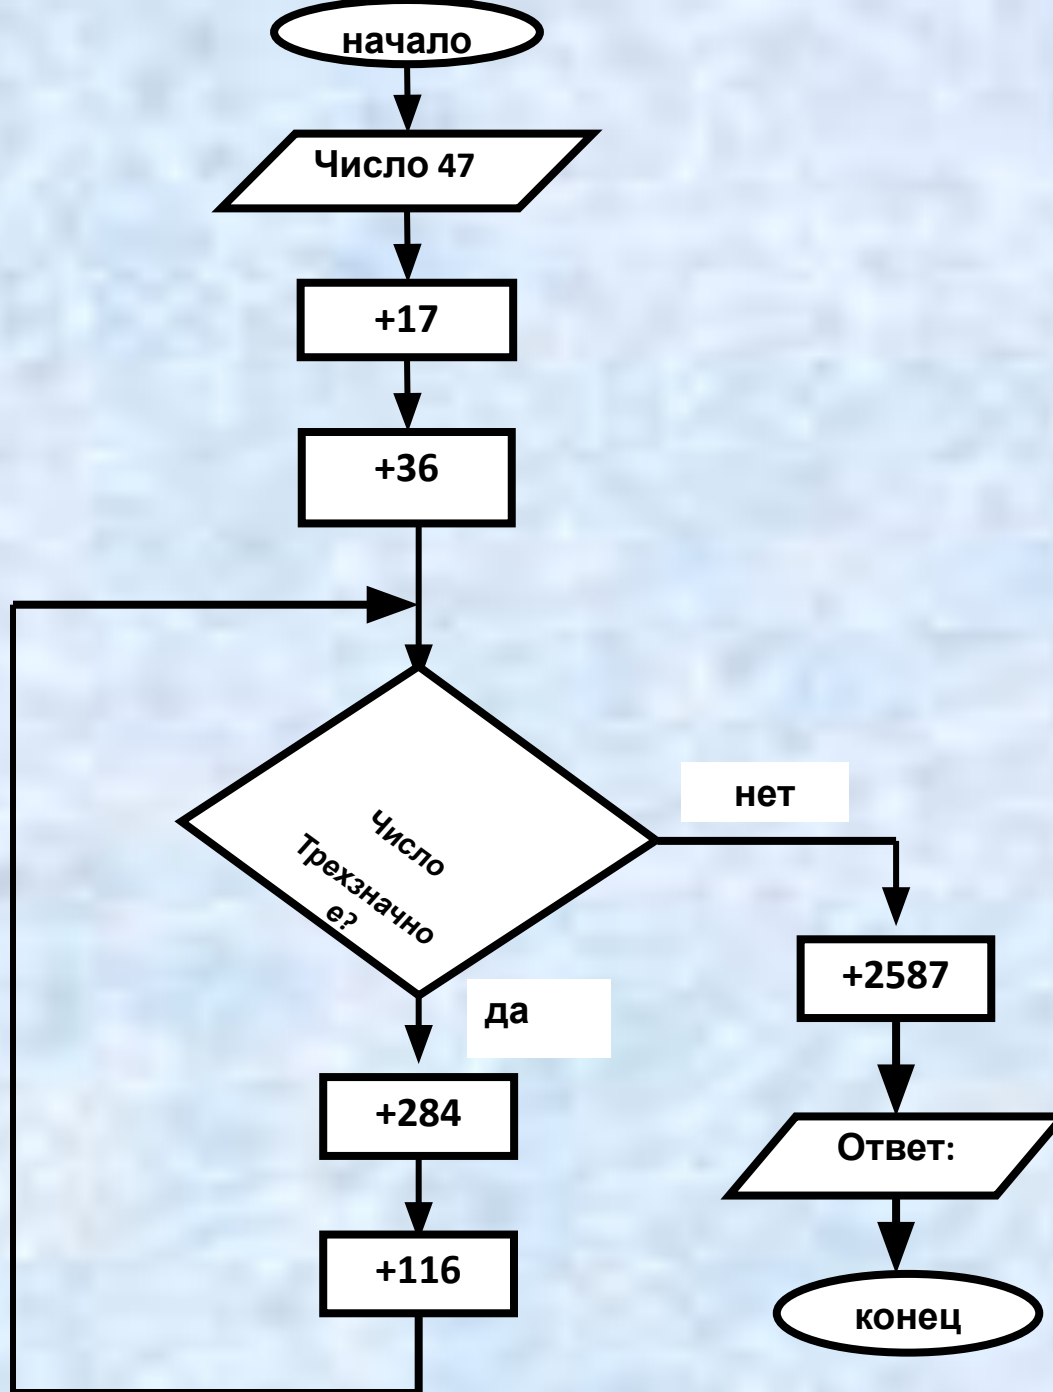 начало
Число 47
+17
+36
Число
Трехзначно
е?
нет
да
+2587
+284
Ответ:
+116
конец